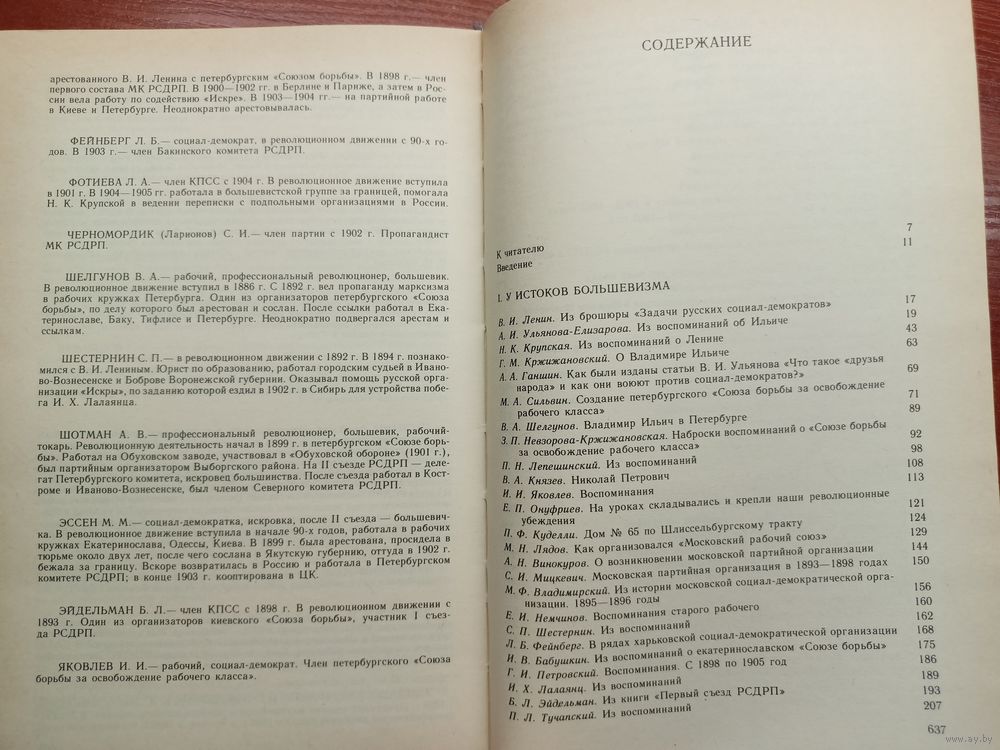 арестованного В. И. Ленина с петербургским «Союзом борьбы». В 1898 г.— член
первого состава МК РСДРП. В 1900—1902 гг. в Берлине и Париже, а затем в Рос-
сии вела работу по содействию «Искре». В 1903—1904 гг.— на партийной работе
в Киеве и Петербурге. Неоднократно арестовывалась.
ФЕЙНБЕРГ Л. Б.— социал-демократ, в революционном движении с 90-х го-
дов. В 1903 г.— член Бакинского комитета РСДРП.
ФОТИЕВА Л. А.— член КПСС с 1904 г. В революционное движение вступила
в 1901 г. В 1904—1905 гг. работала в большевистской группе за границей, помогала
Н. К. Крупской в ведении переписки с подпольными организациями в России.
ЧЕРНОМОРДИК (Ларионов) С. И.— член партии с 1902 г. Пропагандист
МК РСДРП.
ШЕЛГУНОВ В. А.— рабочий, профессиональный революционер, большевик.
В революционное движение вступил в 1886 г. С 1892 г. вел пропаганду марксизма
в рабочих кружках Петербурга. Один из организаторов петербургского «Союза
борьбы», по делу которого был арестован и сослан. После ссылки работал в Ека-
теринославе, Баку, Тифлисе и Петербурге. Неоднократно подвергался арестам и
ссылкам.
ШЕСТЕРНИН С. П.— в революционном движении с 1892 г. В 1894 г. познако-
мился с В. И. Лениным. Юрист по образованию, работал городским судьей в Ивано-
во-Вознесенске и Боброве Воронежской губернии. Оказывал помощь русской орга-
низации «Искры», по заданию которой ездил в 1902 г. в Сибирь для устройства побе-
га И. Х. Лалаянца.
ШОТМАН А. В.— профессиональный революционер, большевик, рабочий-
токарь. Революционную деятельность начал в 1899 г. в петербургском «Союзе борь-
бы». Работал на Обуховском заводе, участвовал в «Обуховской обороне» (1901 г.),
был партийным организатором Выборгского района. На II съезде РСДРП — деле-
гат Петербургского комитета, искровец большинства. После съезда работал в Кост-
роме и Иваново-Вознесенске, был членом Северного комитета РСДРП.
ЭССЕН М. М.— социал-демократка, искровка, после II съезда — большевич-
ка. В революционное движение вступила в начале 90-х годов, работала в рабочих
кружках Екатеринослава, Одессы, Киева. В 1899 г. была арестована, просидела в
тюрьме около двух лет, после чего сослана в Якутскую губернию, оттуда в 1902 г.
бежала за границу. Вскоре возвратилась в Россию и работала в Петербургском
комитете РСДРП; в конце 1903 г. кооптирована в ЦК.
ЭЙДЕЛЬМАН Б. Л.— член КПСС с 1898 г. В революционном движении с
1893 г. Один из организаторов киевского «Союза борьбы», участник I съез-
да РСДРП.
ЯКОВЛЕВ И. И.— рабочий, социал-демократ. Член петербургского «Союза
борьбы за освобождение рабочего класса».
СОДЕРЖАНИЕ
К читателю 7
Введение 11
I. У ИСТОКОВ БОЛЬШЕВИЗМА
В. И. Ленин. Из брошюры «Задачи русских социал-демократов» 17
А. И. Ульянова-Елизарова. Из воспоминаний об Ильиче 19
Н. К. Крупская. Из воспоминаний о Ленине 43
Г. М. Кржижановский. О Владимире Ильиче 63
А. А. Ганшин. Как были изданы статьи В. И. Ульянова «Что такое «друзья
народа» и как они воюют против социал-демократов?» 69
М. А. Сильвин. Создание петербургского «Союза борьбы за освобождение
рабочего класса» 71
В. А. Шелгунов. Владимир Ильич в Петербурге 89
З. П. Невзорова-Кржижановская. Наброски воспоминаний о «Союзе борьбы
за освобождение рабочего класса» 92
П. Н. Лепешинский. Из воспоминаний 98
В. А. Князев. Николай Петрович 108
И. И. Яковлев. Воспоминания 113
Е. П. Онуфриев. На уроках складывались и крепли наши революционные
убеждения 121
П. Ф. Куделли. Дом № 65 по Шлиссельбургскому тракту 124
М. Н. Лядов. Как организовался «Московский рабочий союз» 129
А. Н. Винокуров. О возникновении московской партийной организации 144
С. И. Мицкевич. Московская партийная организация в 1893—1898 годах 150
М. Ф. Владимирский. Из истории московской социал-демократической орга-
низации. 1895—1896 годы 156
Е. И. Немчинов. Воспоминания старого рабочего 160
С. П. Шестернин. Из воспоминаний 162
Л. Б. Фейнберг. В рядах харьковской социал-демократической организации 168
И. В. Бабушкин. Из воспоминаний о екатеринославском «Союзе борьбы» 175
Г. И. Петровский. Воспоминания. С 1898 по 1905 год 186
И. Х. Лалаянц. Из воспоминаний 189
Б. Л. Эйдельман. Из книги «Первый съезд РСДРП» 193
П. Л. Тучапский. Из воспоминаний 207
637
www.ay.by